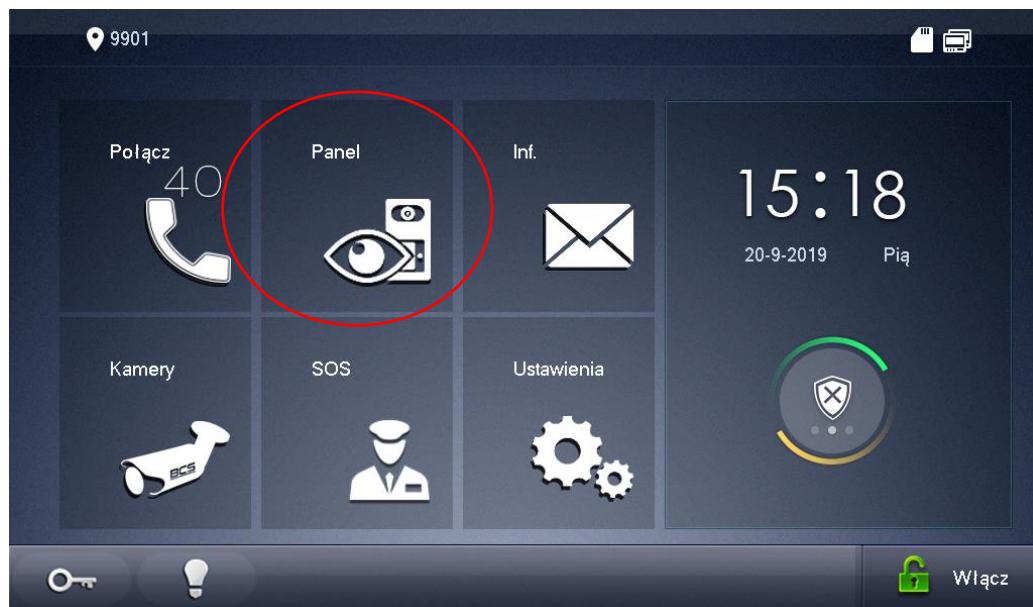 9901
Połącz
40
Panel
Inf.
15:18
20-9-2019 Pią
Kamery
BCS
SOS
Ustawienia
Włącz